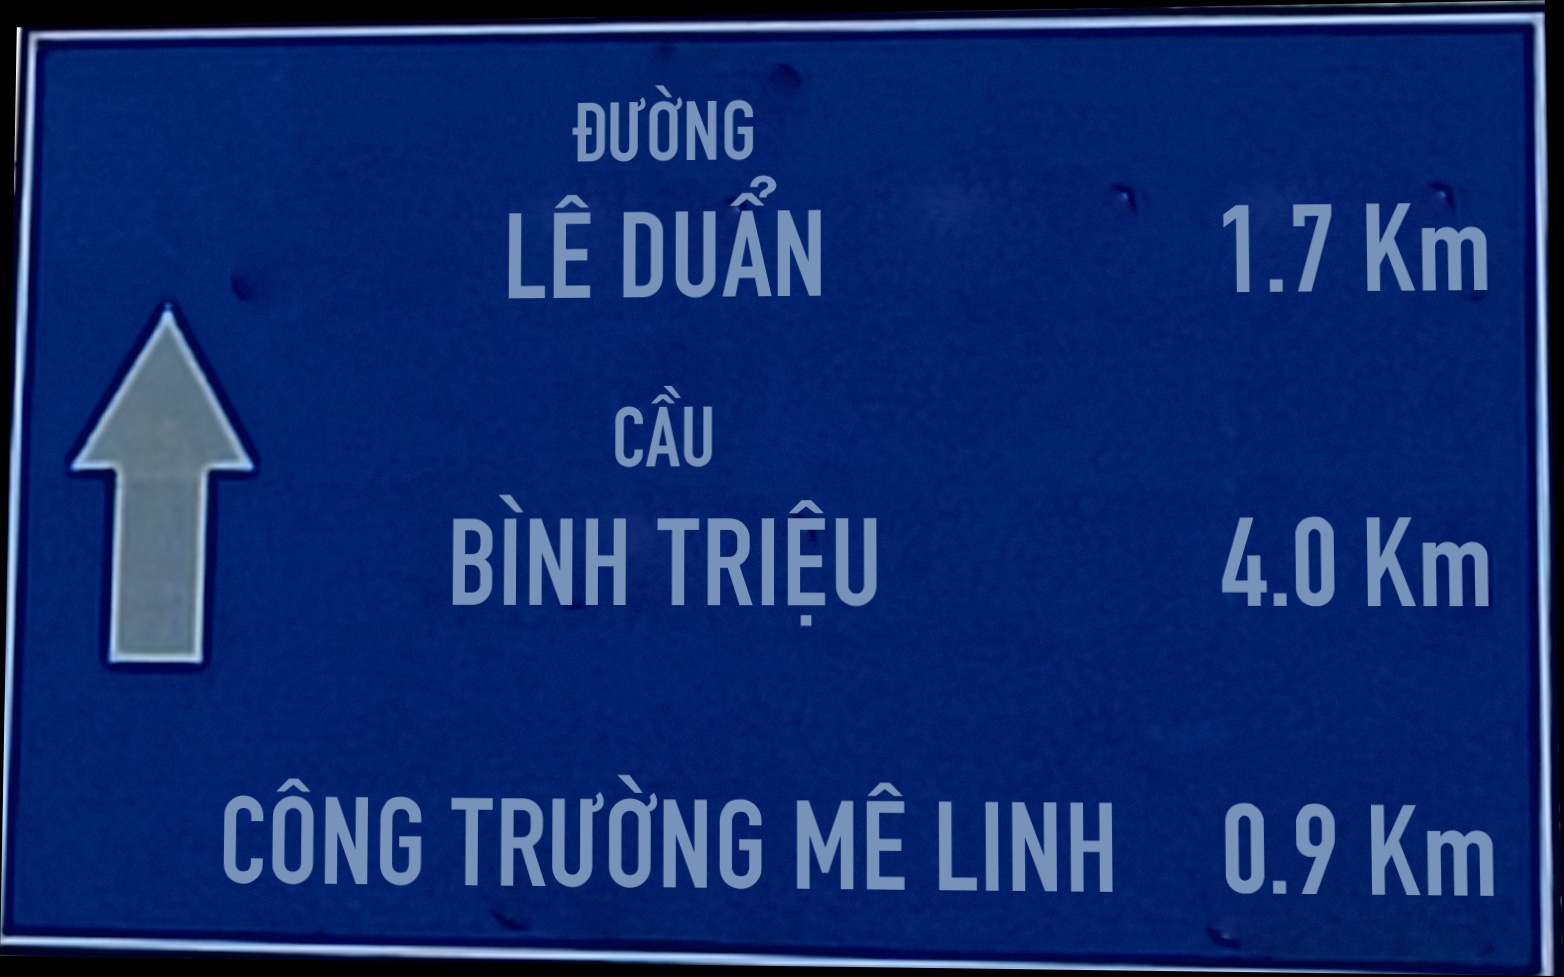 ĐƯỜNG
LÊ DUẨN 1.7 Km
CẦU
BÌNH TRIỆU 4.0 Km
CÔNG TRƯỜNG MÊ LINH 0.9 Km